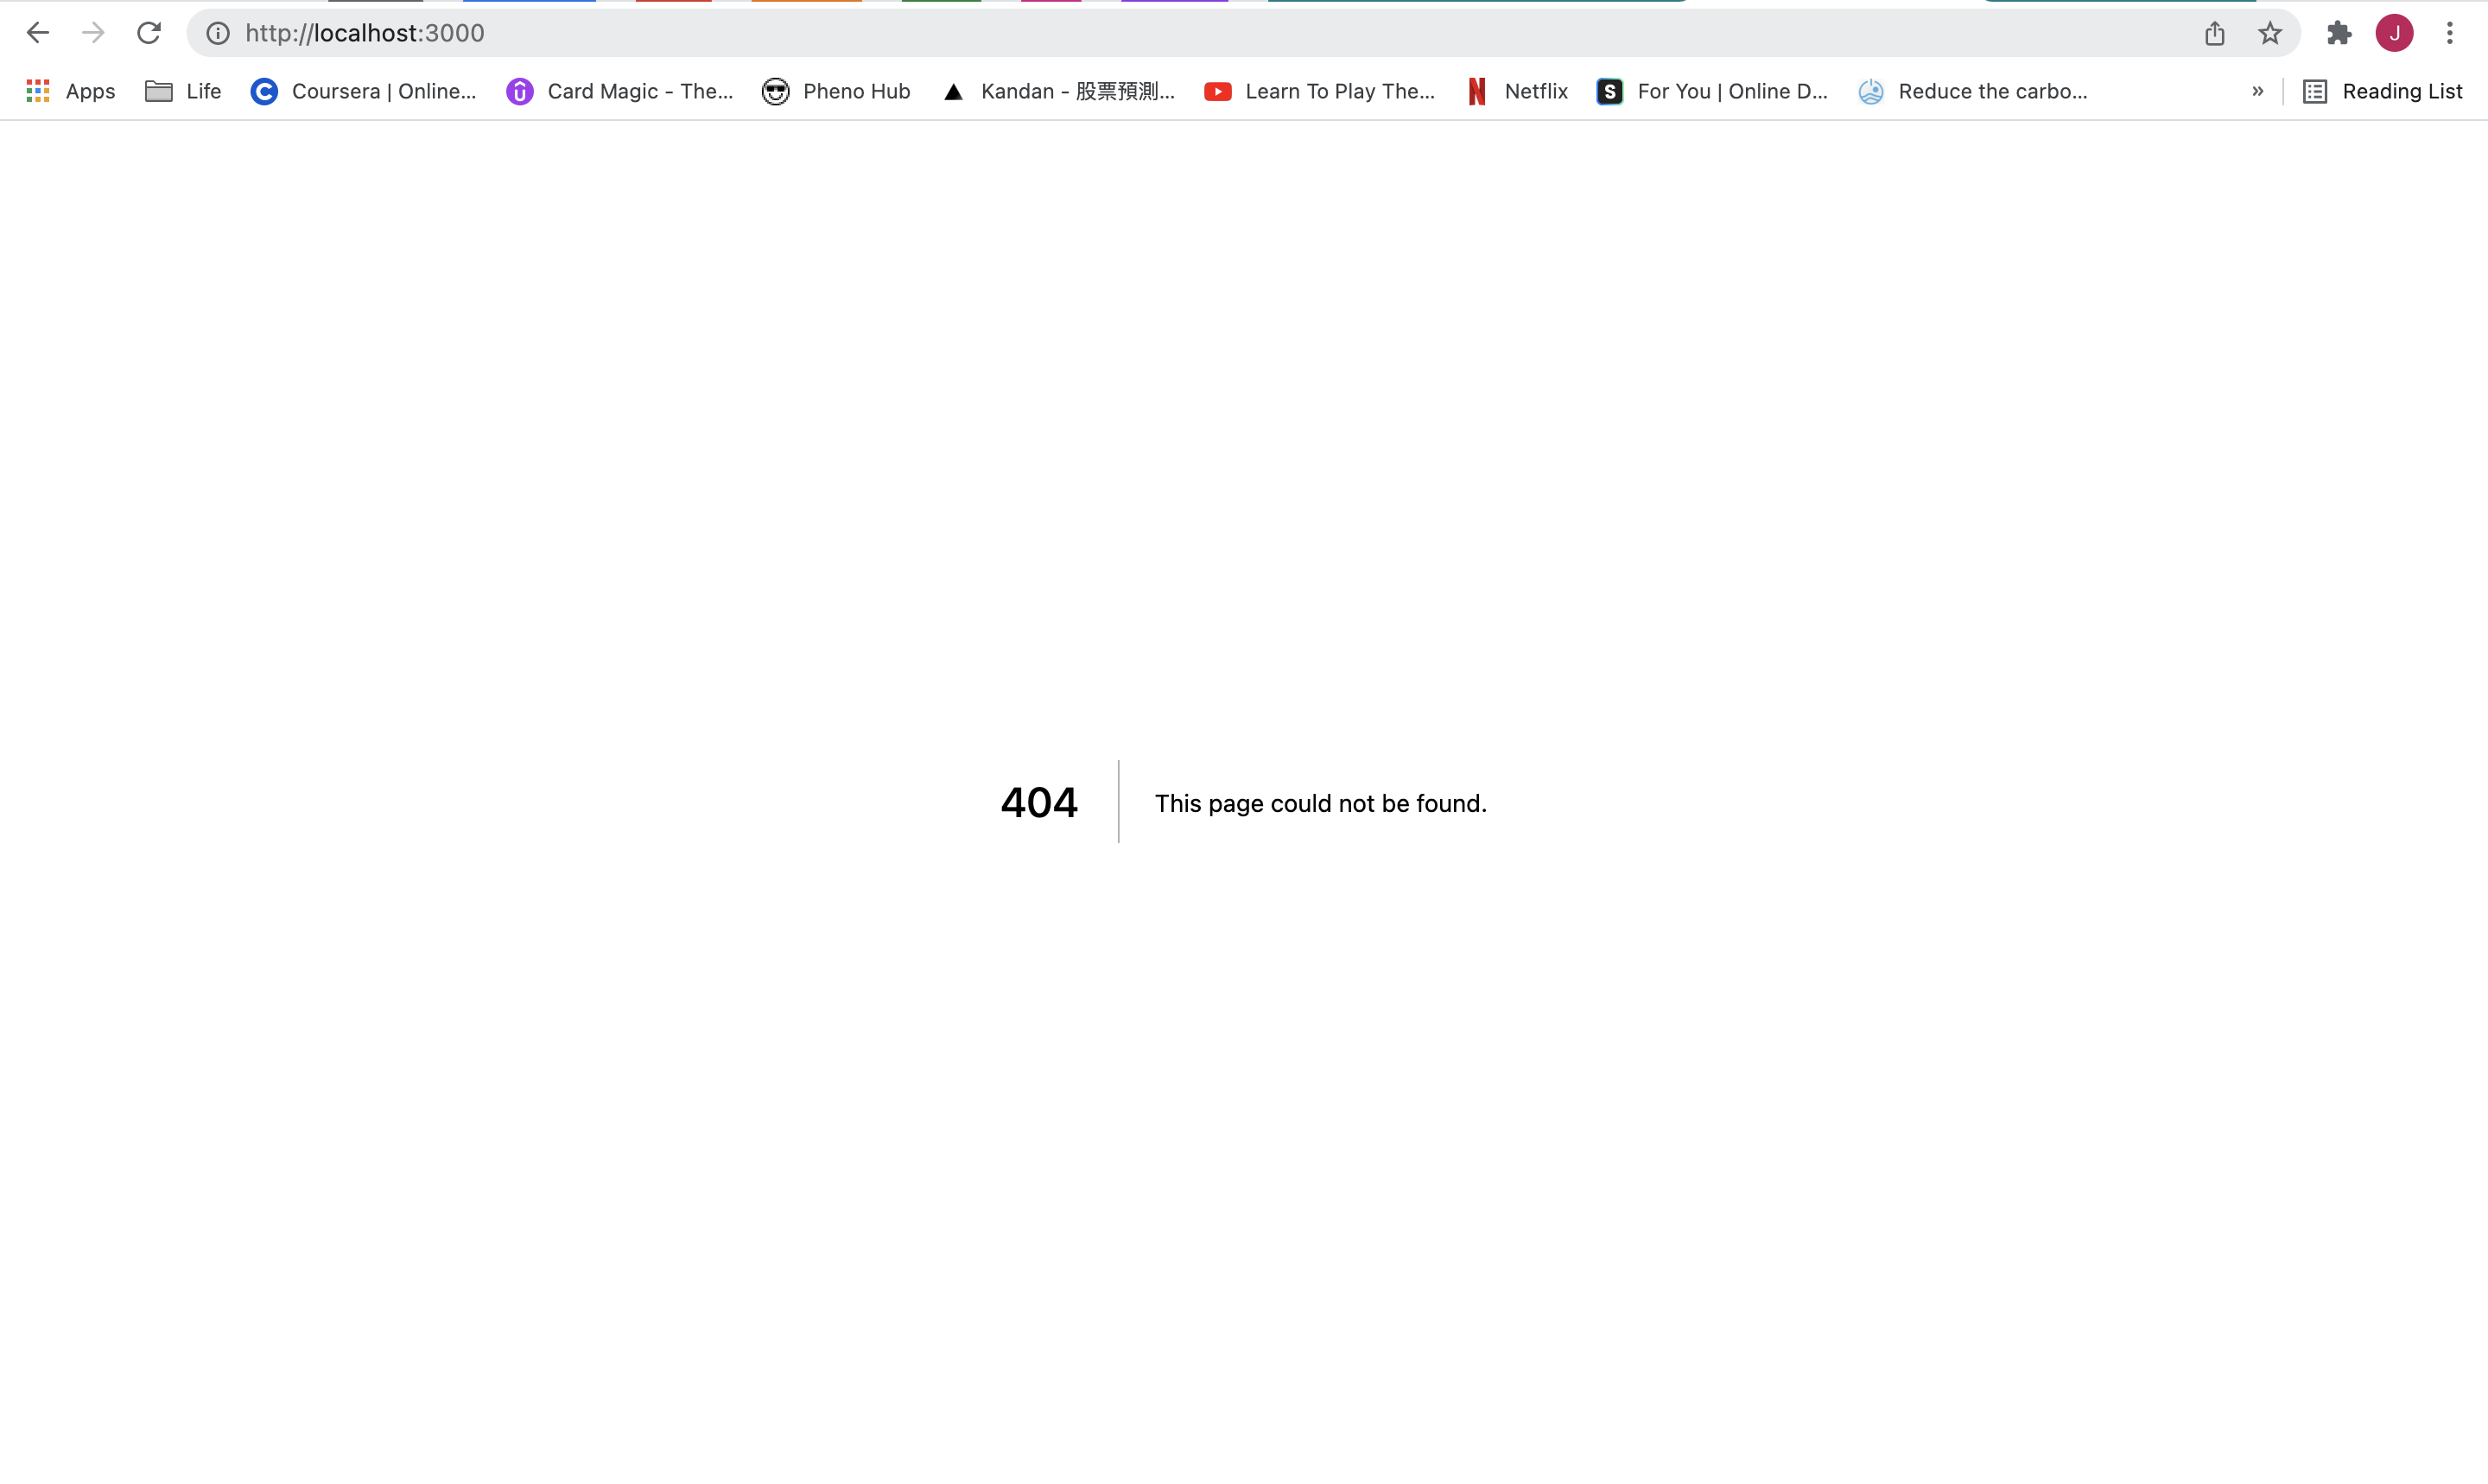 http://localhost:3000
J
Apps Life Coursera | Online... Card Magic - The... Pheno Hub Kandan - 股票預測... Learn To Play The... Netflix For You | Online D... Reduce the carbo... » Reading List
404 This page could not be found.